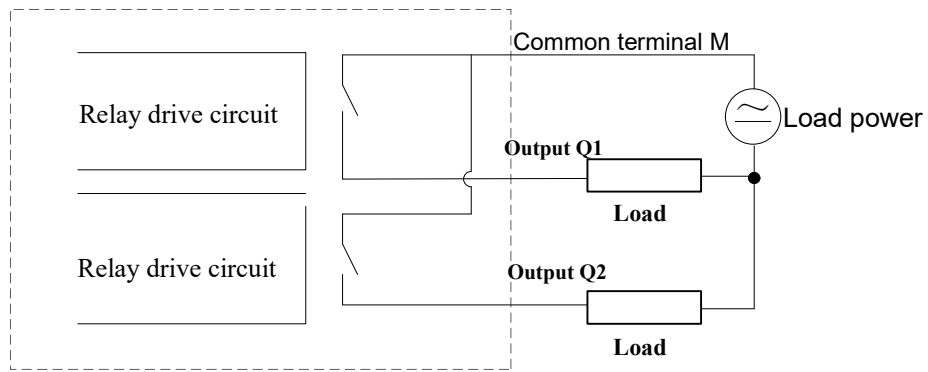 Common terminal M
Relay drive circuit
Load power
Output Q1
Load
Relay drive circuit
Output Q2
Load